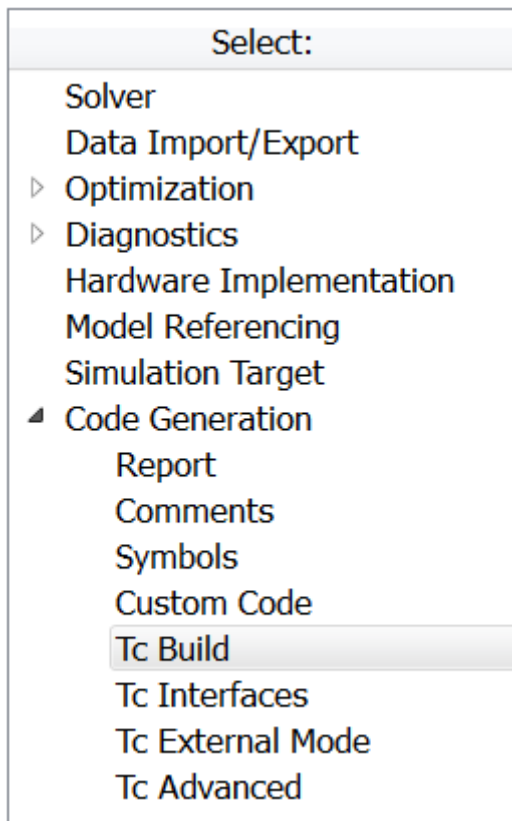 Select:
Solver
Data Import/Export
Optimization
Diagnostics
Hardware Implementation
Model Referencing
Simulation Target
Code Generation
Report
Comments
Symbols
Custom Code
Tc Build
Tc Interfaces
Tc External Mode
Tc Advanced